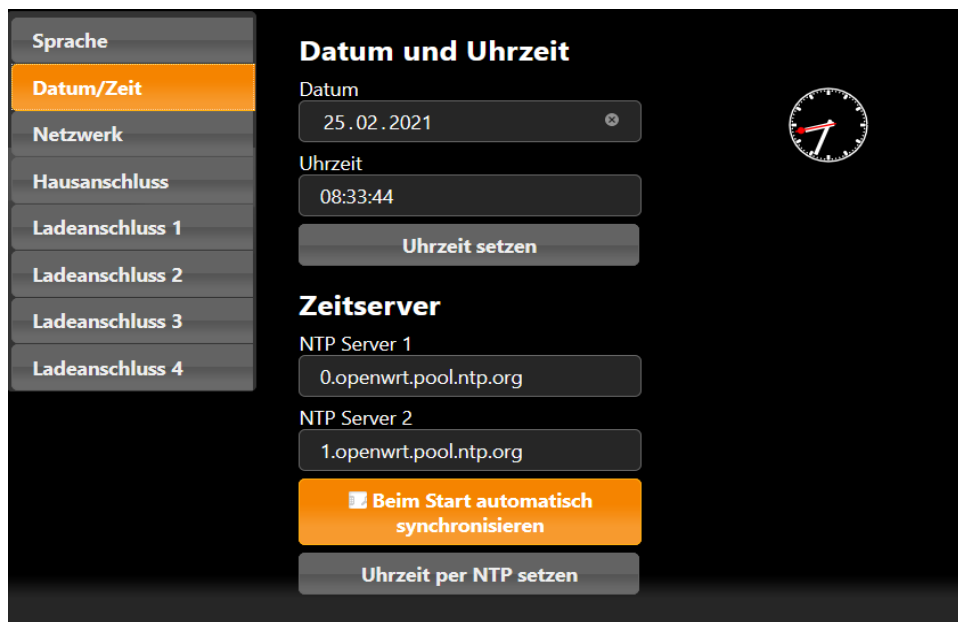 Sprache
Datum/Zeit
Netzwerk
Hausanschluss
Ladeanschluss 1
Ladeanschluss 2
Ladeanschluss 3
Ladeanschluss 4
Datum und Uhrzeit
Datum
25.02.2021
Uhrzeit
08:33:44
Uhrzeit setzen
Zeitserver
NTP Server 1
0.openwrt.pool.ntp.org
NTP Server 2
1.openwrt.pool.ntp.org
Beim Start automatisch
synchronisieren
Uhrzeit per NTP setzen